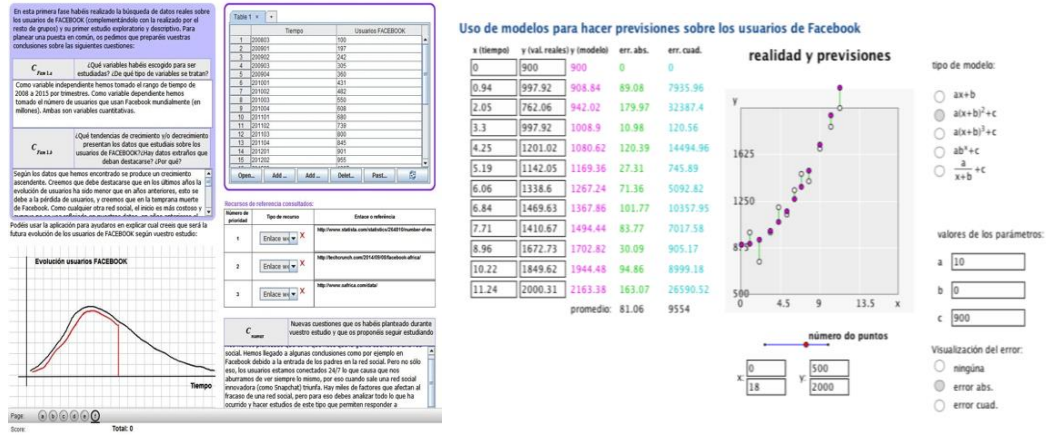 En esta primera fase habéis realizado la búsqueda de datos reales sobre
los usuarios de FACEBOOK (complementándolo con la realizado por el
resto de grupos) y su primer estudio exploratorio y descriptivo. Para
planear una puesta en común, os pedimos que preparéis vuestras
conclusiones sobre las siguientes cuestiones:
¿Qué variables habéis escogido para ser
estudiadas? ¿De qué tipo de variables se tratan?
Como variable independiente hemos tomado el rango de tiempo de
2008 a 2015 por trimestres. Como variable dependiente hemos
tomado el número de usuarios que usan Facebook mundialmente (en
millones). Ambas son variables cuantitativas.
¿Qué tendencias de crecimiento y/o decrecimiento
presentan los datos que estudiáis sobre los
usuarios de FACEBOOK?¿Hay datos extraños que
deban destacarse? ¿Por qué?
Según los datos que hemos encontrado se produce un crecimiento
ascendente. Creemos que debe destacarse que en los últimos años la
evolución de usuarios ha sido menor que en años anteriores, esto se
debe a la pérdida de usuarios, y creemos que en la temprana muerte
de Facebook. Como cualquier otra red social, el inicio es más costoso y
Podéis usar la aplicación para ayudaros en explicar cual crees que será la
futura evolución de los usuarios de FACEBOOK según vuestro estudio:
Evolución usuarios FACEBOOK
Tiempo
Page a b c d e f
Score: Total: 0
Table 1
Tiempo Usuarios FACEBOOK
1 200803 100
2 200901 197
3 200902 242
4 200903 305
5 200904 360
6 201001 431
7 201002 482
8 201003 550
9 201004 608
10 201101 680
11 201102 739
12 201103 800
13 201104 845
14 201201 901
15 201202 955
Open... Add ... Add ... Delet... Past...
Recursos de referencia consultados:
Número de prioridad Tipo de recurso Enlace o referencia
1 Enlace we X
2 Enlace we X
3 Enlace we X
Nuevas cuestiones que os habéis planteado durante
vuestro estudio y que os proponéis seguir estudiando
social. Hemos llegado a algunas conclusiones como por ejemplo en
Facebook debido a la entrada de los padres en la red social. Pero no sólo
eso, los usuarios estamos conectados 24/7 lo que causa que nos
aburramos de ver siempre lo mismo, por eso cuando sale una red social
innovadora (como Snapchat) triunfa. Hay miles de factores que afectan al
fracaso de una red social, pero para eso debes analizar todo lo que ha
ocurrido y hacer estudios de este tipo que permiten responder a
Uso de modelos para hacer previsiones sobre los usuarios de Facebook
x (tiempo) y (val. reales) y (modelo) err. abs. err. cuad.
0 900 900 0 0
0.94 997.92 908.84 89.08 7935.96
2.05 762.06 942.02 179.97 32387.4
3.3 997.92 1008.9 10.98 120.56
4.25 1201.02 1080.62 120.39 14494.96
5.19 1142.05 1169.36 27.31 745.89
6.06 1338.6 1267.24 71.36 5092.82
6.84 1469.63 1367.86 101.77 10357.95
7.71 1410.67 1494.44 83.77 7017.58
8.96 1672.73 1702.82 30.09 905.17
10.22 1849.62 1944.48 94.86 8999.18
11.24 2000.31 2163.38 163.07 26590.52
promedio: 81.06 9554
realidad y previsiones
y
1625
1250
875
500
0 4.5 9 13.5 x
número do puntos
x: 0 18
y: 500 2000
tipo de modelo:
ax+b
a(x+b)²+c
a(x+b)³+c
abˣ+c
a/(x+b) +c
valores de los parámetros:
a 10
b 0
c 900
Visualización del error:
ningúna
error abs.
error cuad.